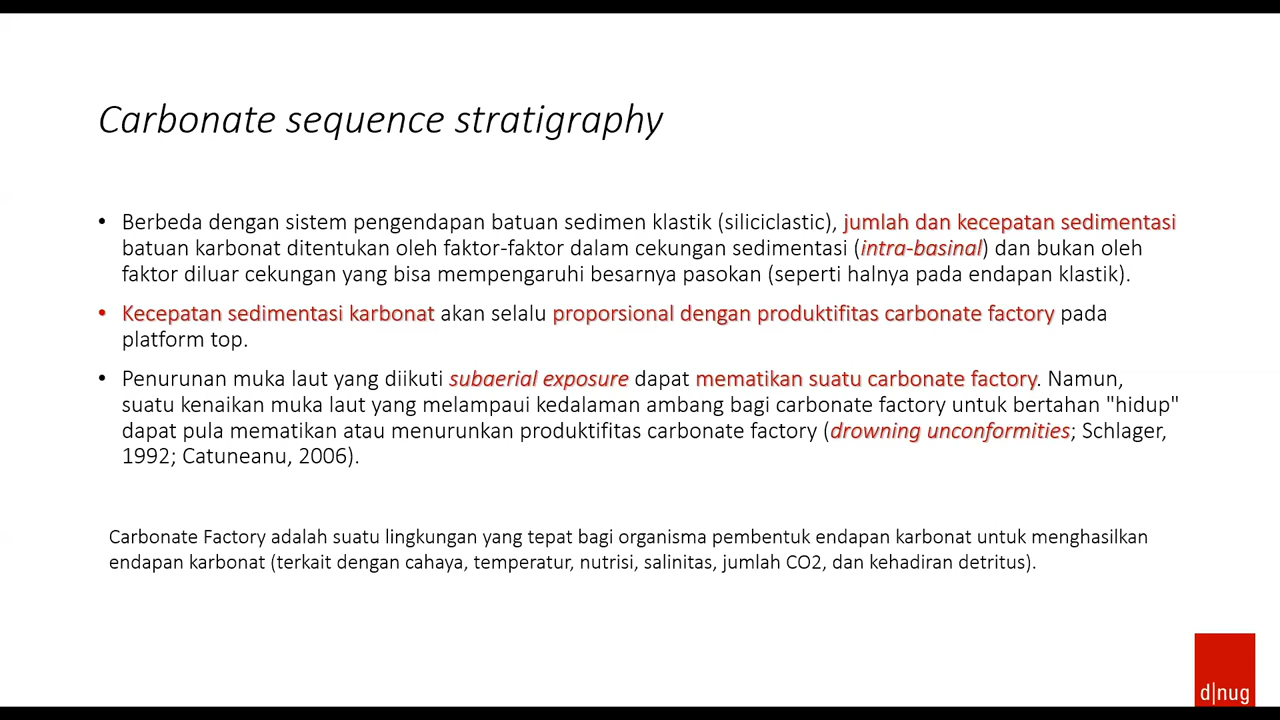 Carbonate sequence stratigraphy
• Berbeda dengan sistem pengendapan batuan sedimen klastik (siliciclastic), jumlah dan kecepatan sedimentasi
batuan karbonat ditentukan oleh faktor-faktor dalam cekungan sedimentasi (intra-basinal) dan bukan oleh
faktor diluar cekungan yang bisa mempengaruhi besarnya pasokan (seperti halnya pada endapan klastik).
• Kecepatan sedimentasi karbonat akan selalu proporsional dengan produktifitas carbonate factory pada
platform top.
• Penurunan muka laut yang diikuti subaerial exposure dapat mematikan suatu carbonate factory. Namun,
suatu kenaikan muka laut yang melampaui kedalaman ambang bagi carbonate factory untuk bertahan "hidup"
dapat pula mematikan atau menurunkan produktifitas carbonate factory (drowning unconformities; Schlager,
1992; Catuneanu, 2006).
Carbonate Factory adalah suatu lingkungan yang tepat bagi organisma pembentuk endapan karbonat untuk menghasilkan
endapan karbonat (terkait dengan cahaya, temperatur, nutrisi, salinitas, jumlah CO2, dan kehadiran detritus).
d|nug